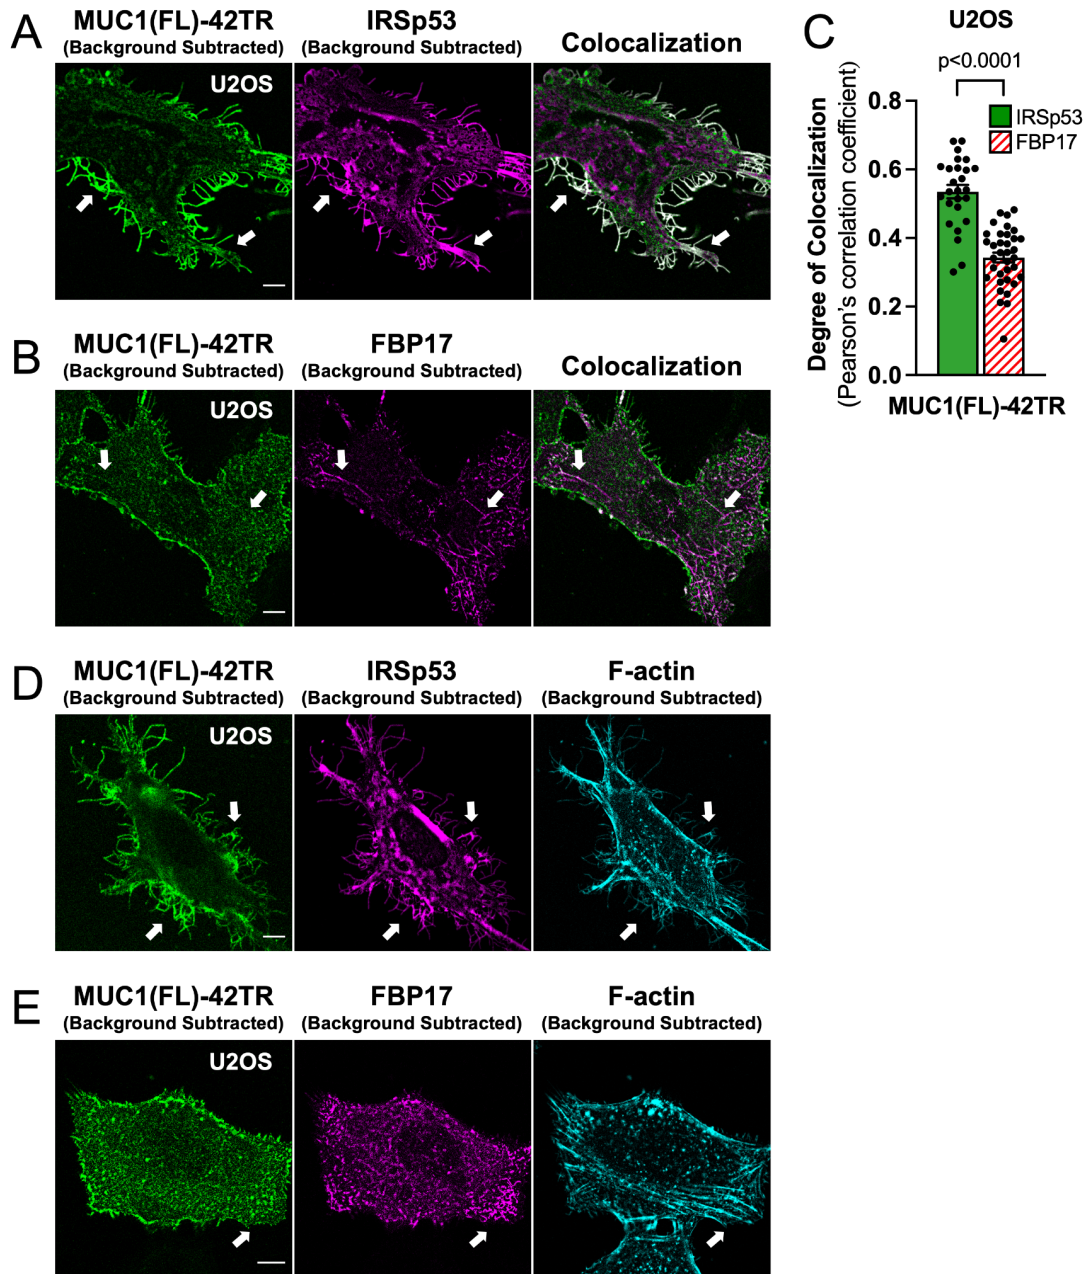 A
MUC1(FL)-42TR
(Background Subtracted)
IRSp53
(Background Subtracted)
Colocalization
U2OS
B
MUC1(FL)-42TR
(Background Subtracted)
FBP17
(Background Subtracted)
Colocalization
U2OS
C
U2OS
p<0.0001
IRSp53
FBP17
Degree of Colocalization
(Pearson's correlation coefficient)
0.8
0.6
0.4
0.2
0.0
MUC1(FL)-42TR
D
MUC1(FL)-42TR
(Background Subtracted)
IRSp53
(Background Subtracted)
F-actin
(Background Subtracted)
U2OS
E
MUC1(FL)-42TR
(Background Subtracted)
FBP17
(Background Subtracted)
F-actin
(Background Subtracted)
U2OS